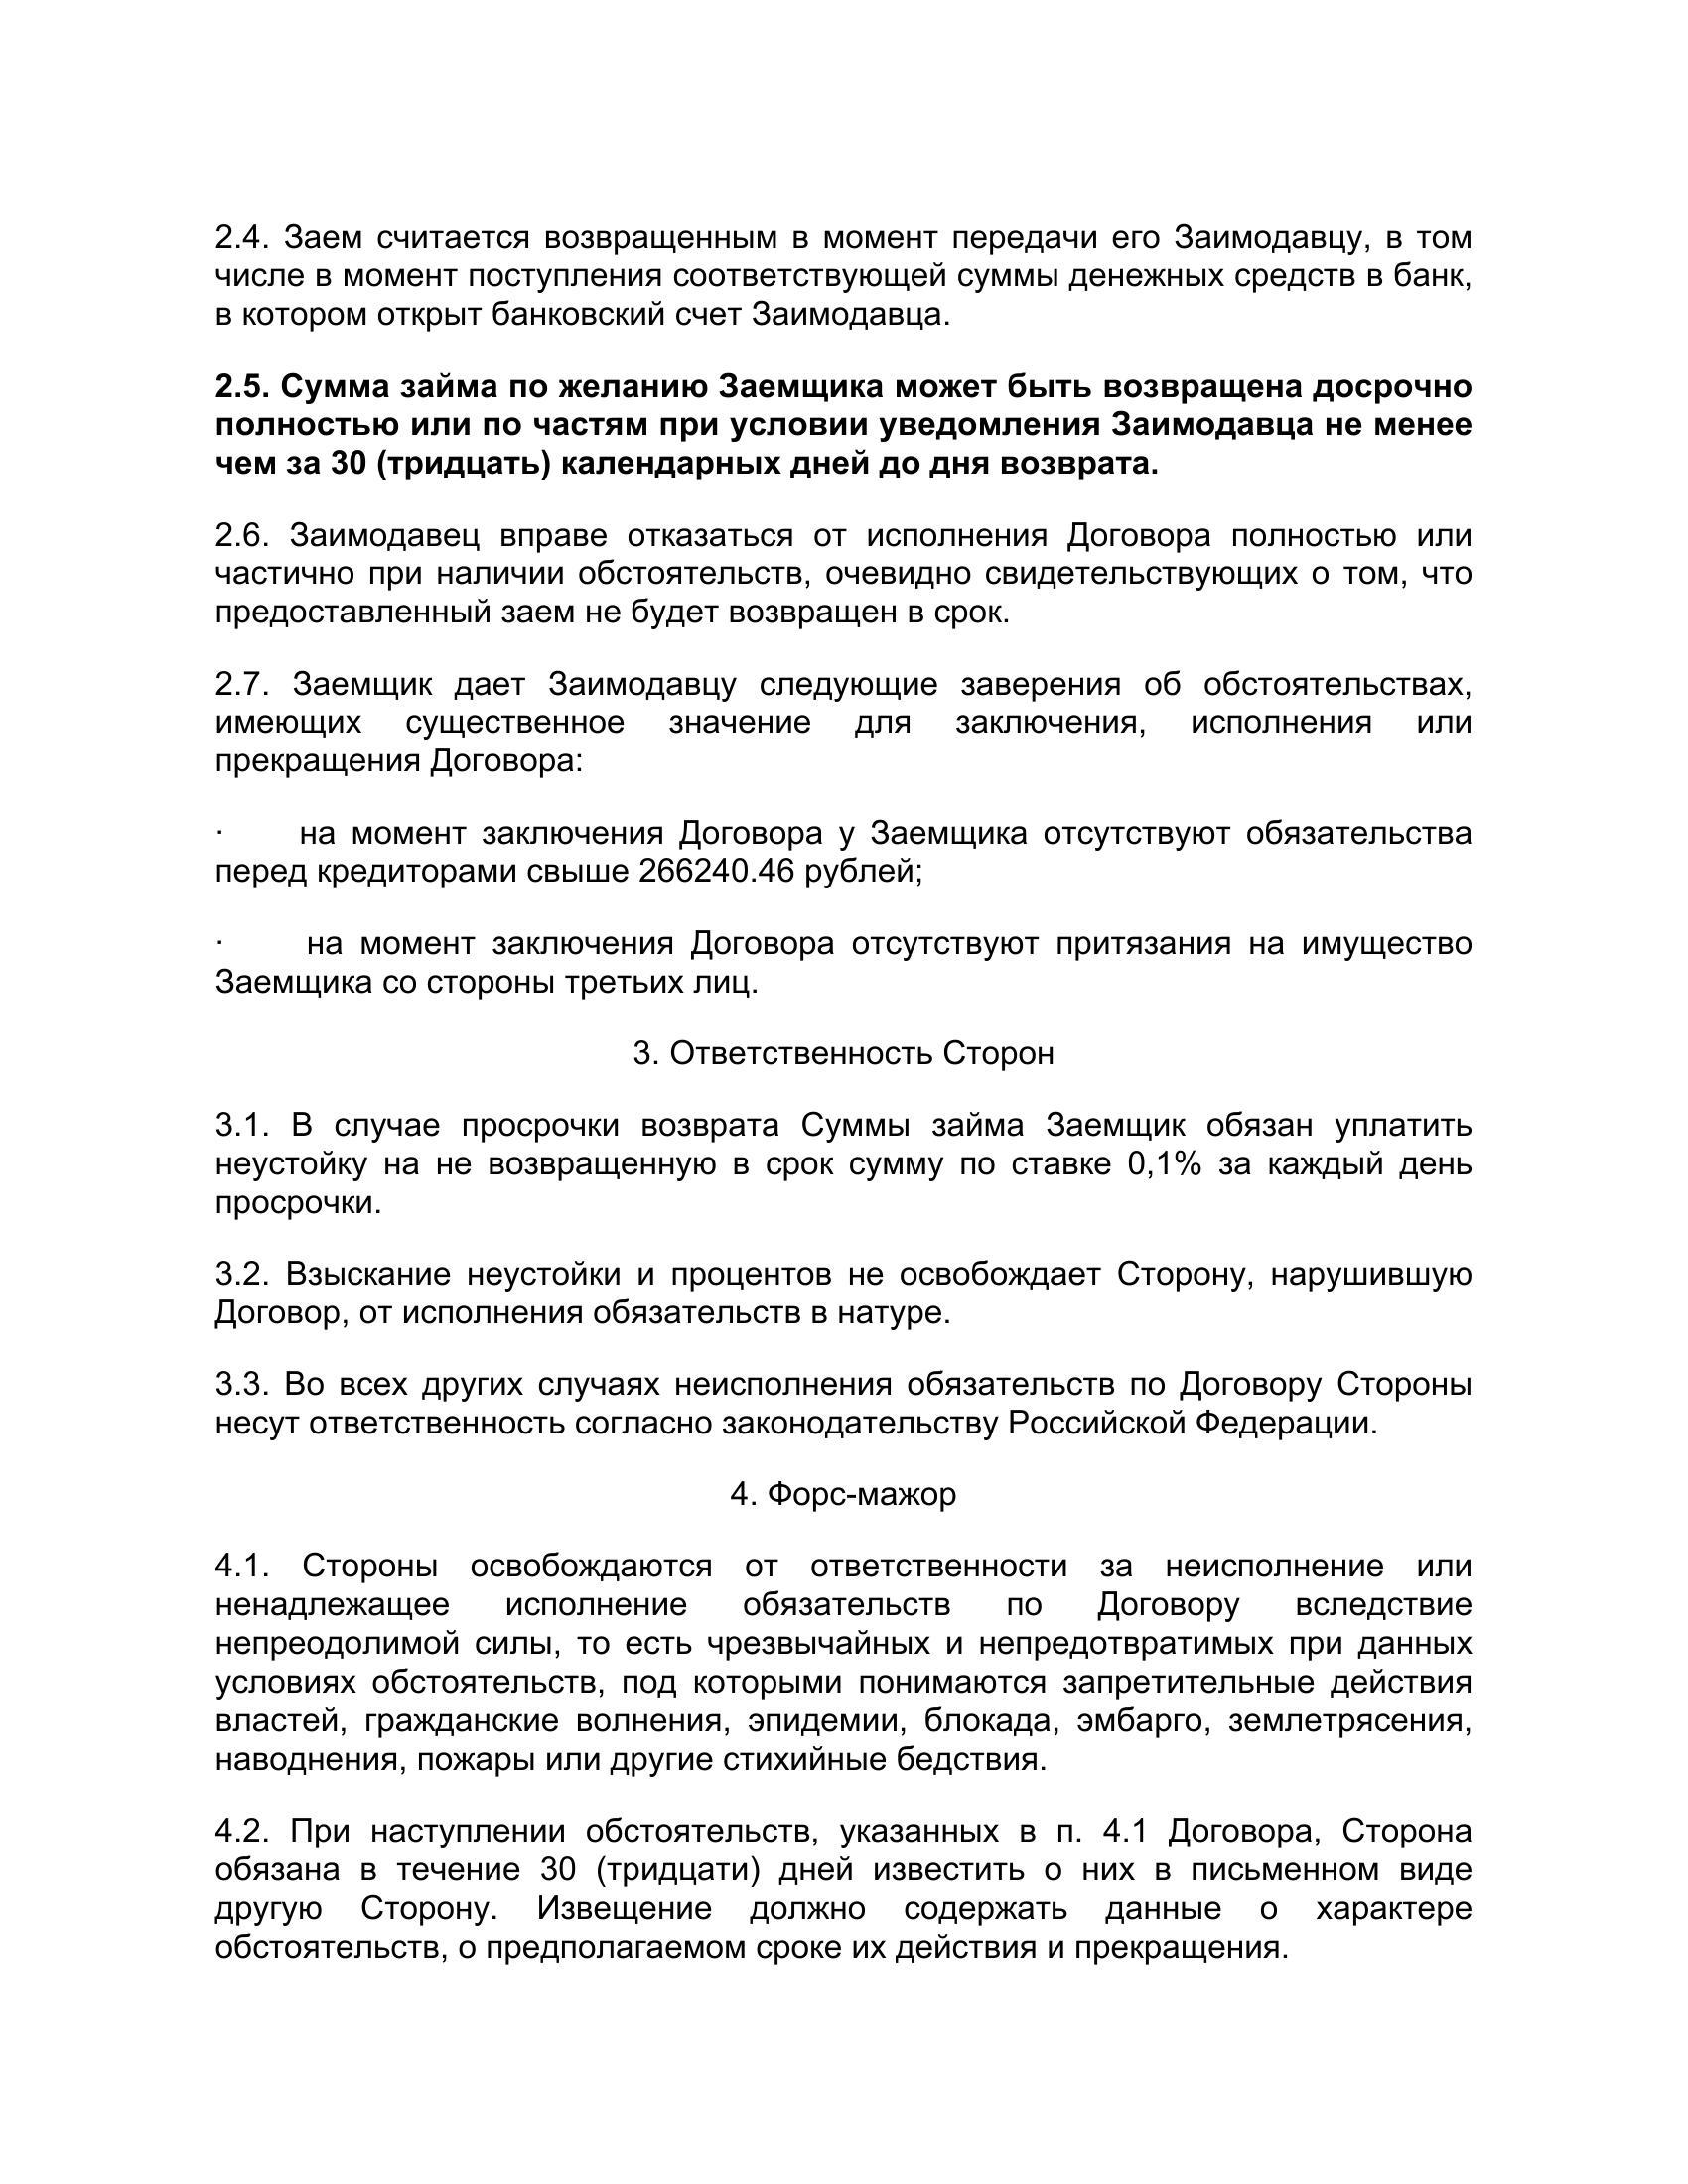 2.4. Заем считается возвращенным в момент передачи его Заимодавцу, в том
числе в момент поступления соответствующей суммы денежных средств в банк,
в котором открыт банковский счет Заимодавца.
2.5. Сумма займа по желанию Заемщика может быть возвращена досрочно
полностью или по частям при условии уведомления Заимодавца не менее
чем за 30 (тридцать) календарных дней до дня возврата.
2.6. Заимодавец вправе отказаться от исполнения Договора полностью или
частично при наличии обстоятельств, очевидно свидетельствующих о том, что
предоставленный заем не будет возвращен в срок.
2.7. Заемщик дает Заимодавцу следующие заверения об обстоятельствах,
имеющих существенное значение для заключения, исполнения или
прекращения Договора:
· на момент заключения Договора у Заемщика отсутствуют обязательства
перед кредиторами свыше 266240.46 рублей;
· на момент заключения Договора отсутствуют притязания на имущество
Заемщика со стороны третьих лиц.
3. Ответственность Сторон
3.1. В случае просрочки возврата Суммы займа Заемщик обязан уплатить
неустойку на не возвращенную в срок сумму по ставке 0,1% за каждый день
просрочки.
3.2. Взыскание неустойки и процентов не освобождает Сторону, нарушившую
Договор, от исполнения обязательств в натуре.
3.3. Во всех других случаях неисполнения обязательств по Договору Стороны
несут ответственность согласно законодательству Российской Федерации.
4. Форс-мажор
4.1. Стороны освобождаются от ответственности за неисполнение или
ненадлежащее исполнение обязательств по Договору вследствие
непреодолимой силы, то есть чрезвычайных и непредотвратимых при данных
условиях обстоятельств, под которыми понимаются запретительные действия
властей, гражданские волнения, эпидемии, блокада, эмбарго, землетрясения,
наводнения, пожары или другие стихийные бедствия.
4.2. При наступлении обстоятельств, указанных в п. 4.1 Договора, Сторона
обязана в течение 30 (тридцати) дней известить о них в письменном виде
другую Сторону. Извещение должно содержать данные о характере
обстоятельств, о предполагаемом сроке их действия и прекращения.